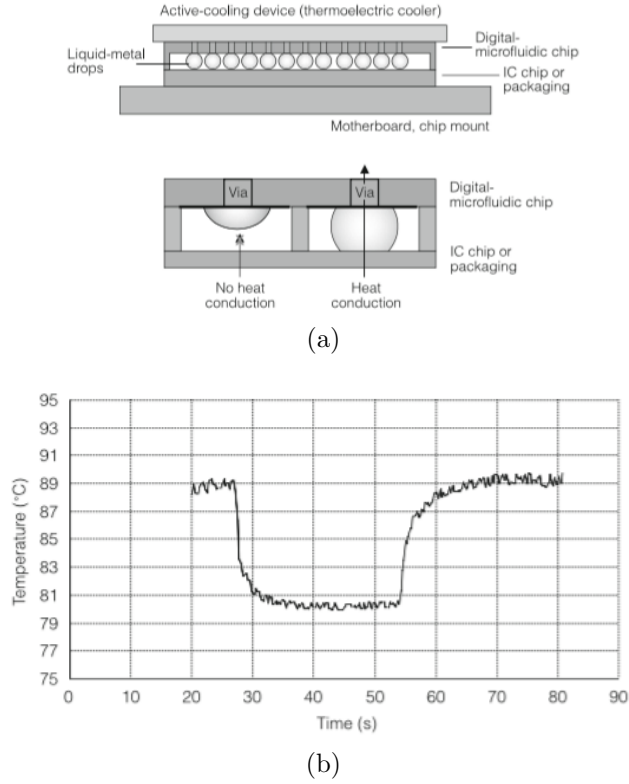 Active-cooling device (thermoelectric cooler)
Liquid-metal
drops
Digital-
microfluidic chip
IC chip or
packaging
Motherboard, chip mount
Via
Via
Digital-
microfluidic chip
IC chip or
packaging
No heat
conduction
Heat
conduction
(a)
95
93
91
89
87
85
83
81
79
77
75
Temperature (°C)
0 10 20 30 40 50 60 70 80 90
Time (s)
(b)